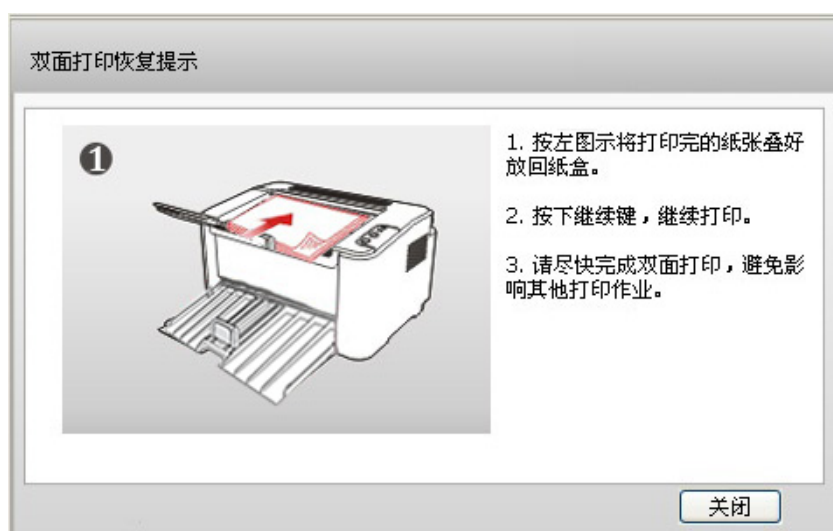 双面打印恢复提示
❶
1. 按左图示将打印完的纸张叠好
放回纸盒。
2. 按下继续键，继续打印。
3. 请尽快完成双面打印，避免影
响其他打印作业。
关闭